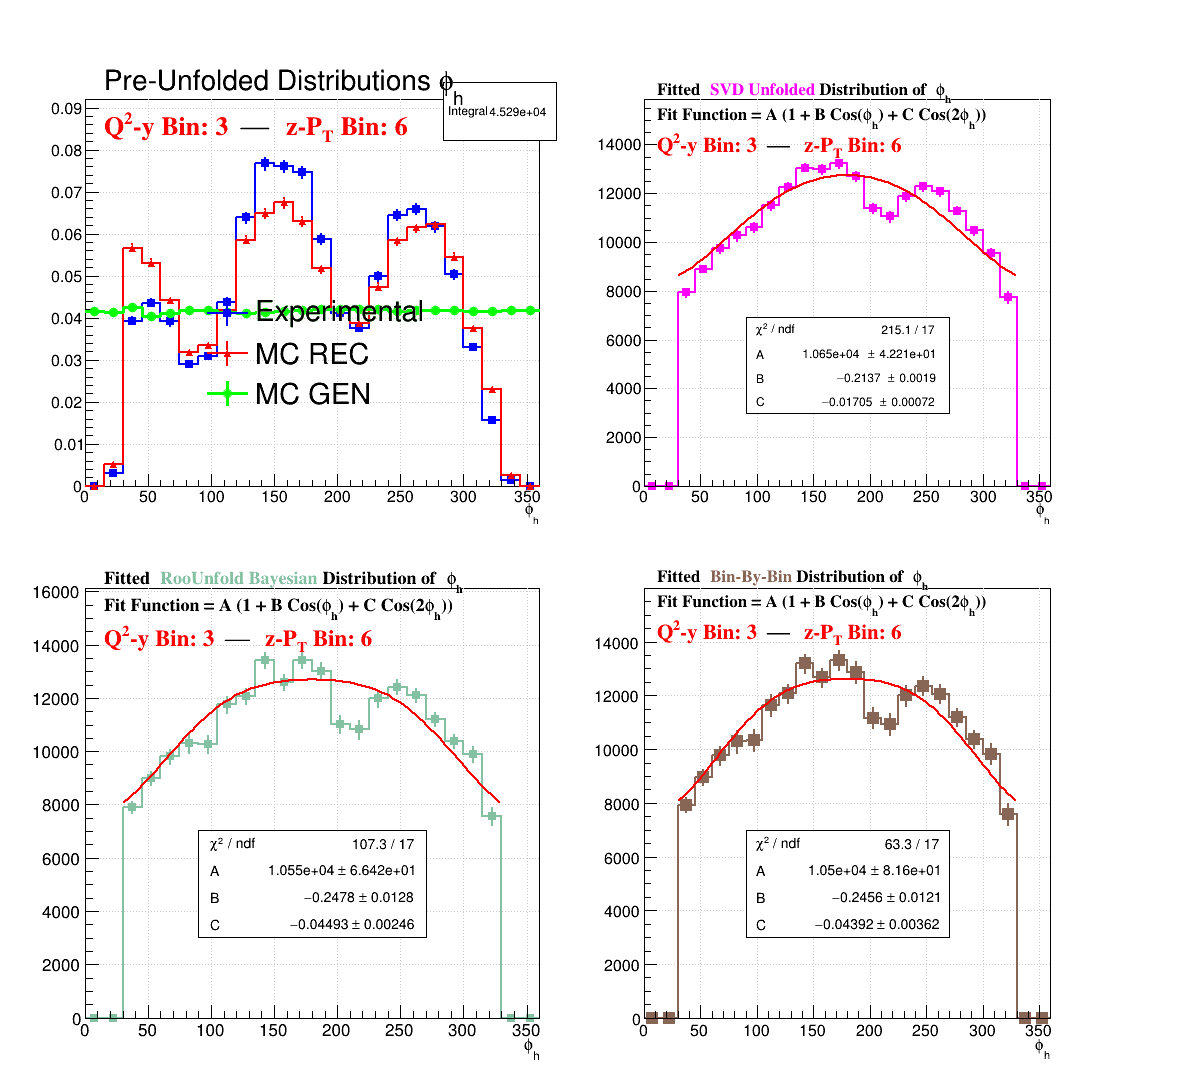 Pre-Unfolded Distributions ϕh
Integral 4.529e+04
Q²-y Bin: 3 — z-PT Bin: 6
0.09
0.08
0.07
0.06
0.05
0.04
0.03
0.02
0.01
0
Experimental
MC REC
MC GEN
0 50 100 150 200 250 300 350
ϕh
Fitted SVD Unfolded Distribution of ϕh
Fit Function = A (1 + B Cos(ϕh) + C Cos(2ϕh))
Q²-y Bin: 3 — z-PT Bin: 6
14000
12000
10000
8000
6000
4000
2000
0
χ² / ndf 215.1 / 17
A 1.065e+04 ± 4.221e+01
B −0.2137 ± 0.0019
C −0.01705 ± 0.00072
0 50 100 150 200 250 300 350
ϕh
Fitted RooUnfold Bayesian Distribution of ϕh
Fit Function = A (1 + B Cos(ϕh) + C Cos(2ϕh))
Q²-y Bin: 3 — z-PT Bin: 6
16000
14000
12000
10000
8000
6000
4000
2000
0
χ² / ndf 107.3 / 17
A 1.055e+04 ± 6.642e+01
B −0.2478 ± 0.0128
C −0.04493 ± 0.00246
0 50 100 150 200 250 300 350
ϕh
Fitted Bin-By-Bin Distribution of ϕh
Fit Function = A (1 + B Cos(ϕh) + C Cos(2ϕh))
Q²-y Bin: 3 — z-PT Bin: 6
14000
12000
10000
8000
6000
4000
2000
0
χ² / ndf 63.3 / 17
A 1.05e+04 ± 8.16e+01
B −0.2456 ± 0.0121
C −0.04392 ± 0.00362
0 50 100 150 200 250 300 350
ϕh